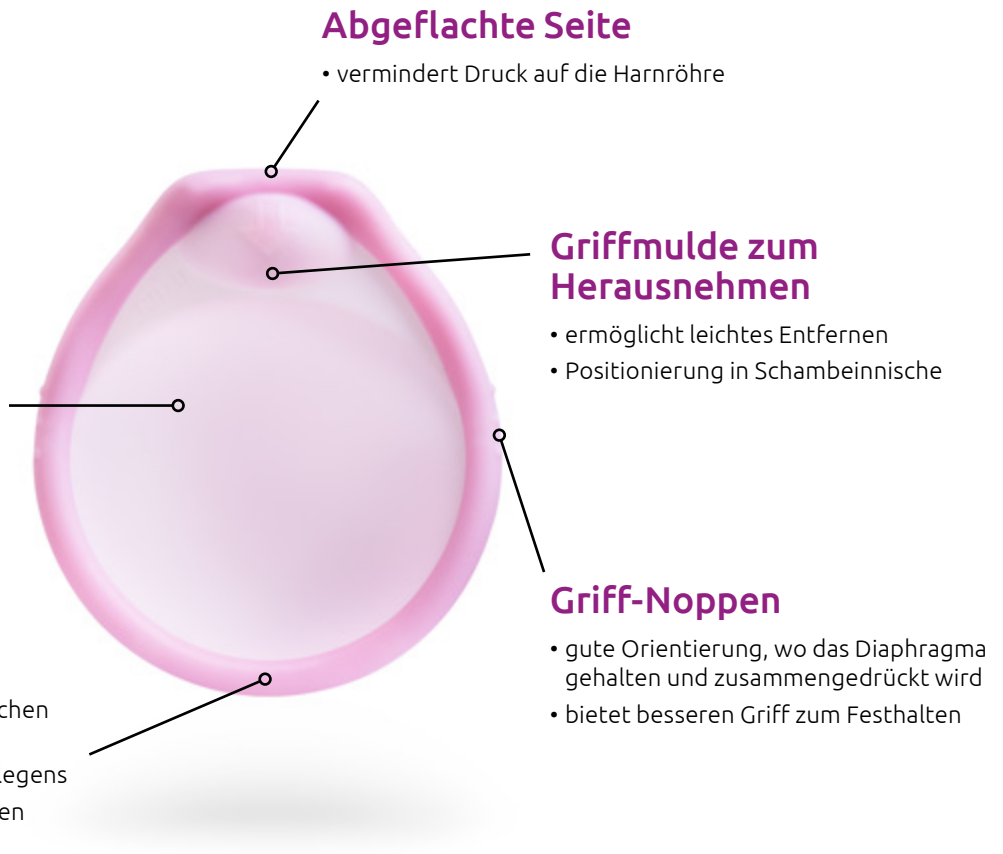 Abgeflachte Seite
• vermindert Druck auf die Harnröhre
Griffmulde zum
Herausnehmen
• ermöglicht leichtes Entfernen
• Positionierung in Schambeinnische
Griff-Noppen
• gute Orientierung, wo das Diaphragma
gehalten und zusammengedrückt wird
• bietet besseren Griff zum Festhalten